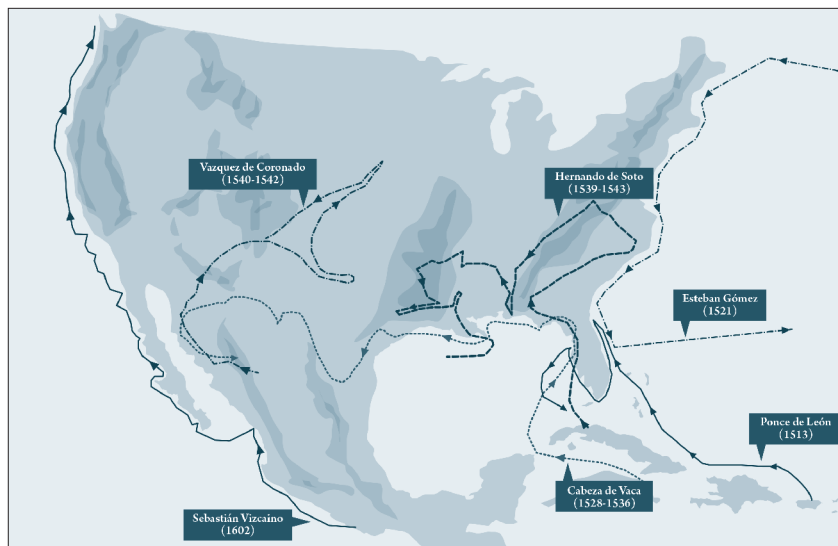 Vazquez de Coronado
(1540-1542)
Hernando de Soto
(1539-1543)
Esteban Gómez
(1521)
Ponce de León
(1513)
Cabeza de Vaca
(1528-1536)
Sebastián Vizcaino
(1602)